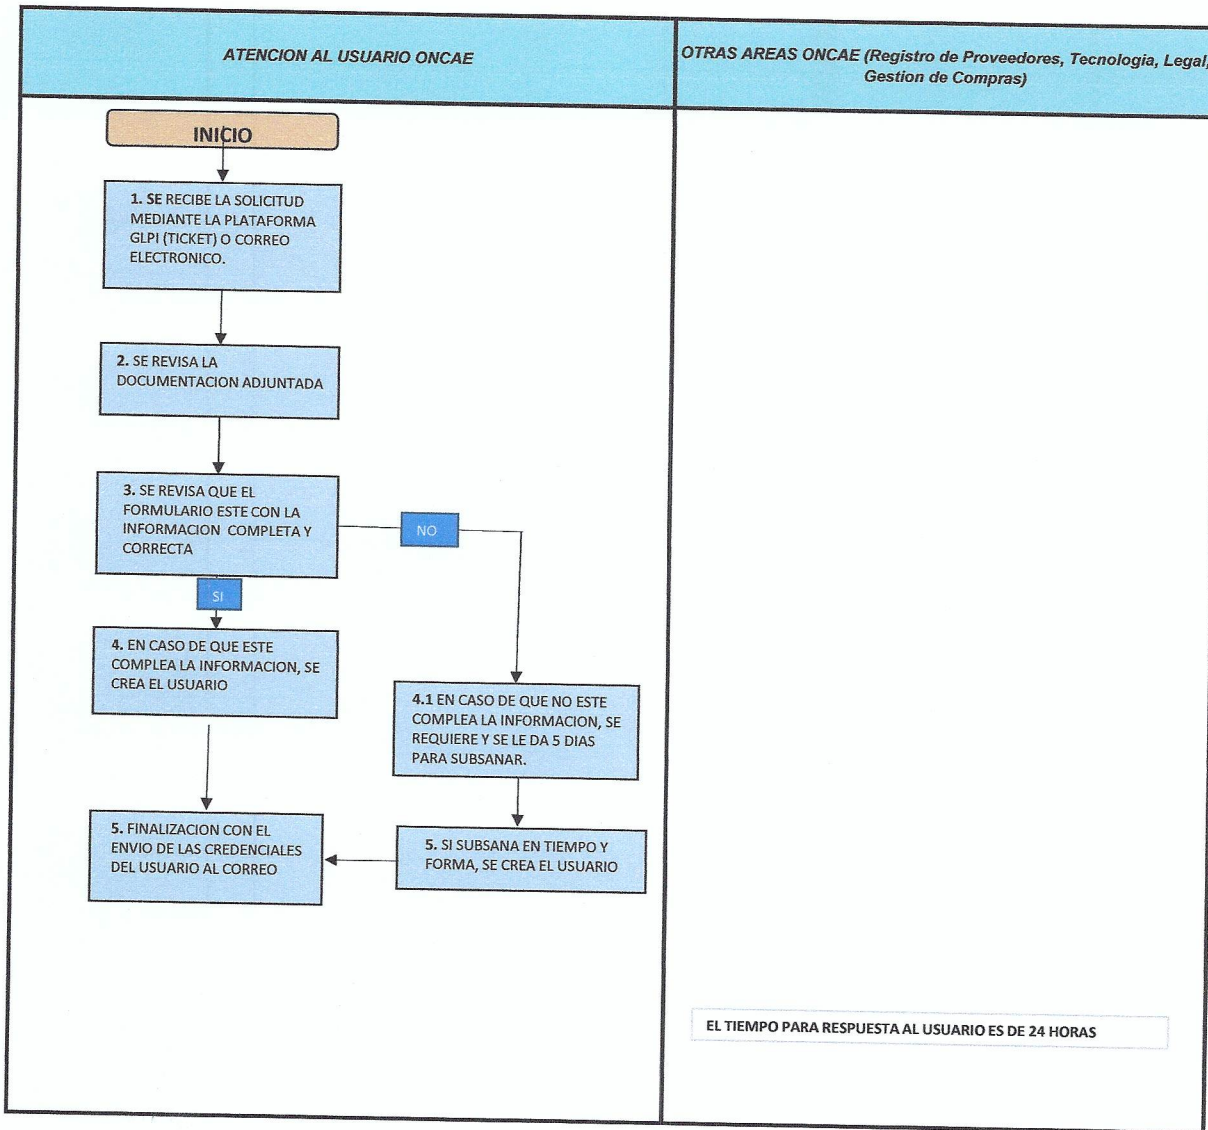 ATENCION AL USUARIO ONCAE
OTRAS AREAS ONCAE (Registro de Proveedores, Tecnologia, Legal,
Gestion de Compras)
INICIO
1. SE RECIBE LA SOLICITUD
MEDIANTE LA PLATAFORMA
GLPI (TICKET) O CORREO
ELECTRONICO.
2. SE REVISA LA
DOCUMENTACION ADJUNTADA
3. SE REVISA QUE EL
FORMULARIO ESTE CON LA
INFORMACION COMPLETA Y
CORRECTA
NO
SI
4. EN CASO DE QUE ESTE
COMPLEA LA INFORMACION, SE
CREA EL USUARIO
4.1 EN CASO DE QUE NO ESTE
COMPLEA LA INFORMACION, SE
REQUIERE Y SE LE DA 5 DIAS
PARA SUBSANAR.
5. FINALIZACION CON EL
ENVIO DE LAS CREDENCIALES
DEL USUARIO AL CORREO
5. SI SUBSANA EN TIEMPO Y
FORMA, SE CREA EL USUARIO
EL TIEMPO PARA RESPUESTA AL USUARIO ES DE 24 HORAS